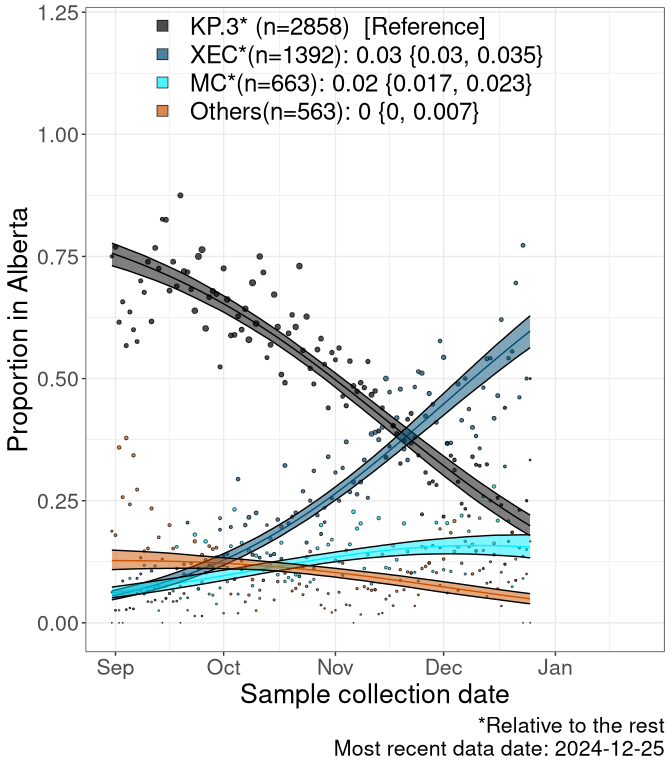 KP.3* (n=2858)  [Reference]
XEC*(n=1392): 0.03 {0.03, 0.035}
MC*(n=663): 0.02 {0.017, 0.023}
Others(n=563): 0 {0, 0.007}
1.25
1.00
0.75
0.50
0.25
0.00
Proportion in Alberta
Sep Oct Nov Dec Jan
Sample collection date
*Relative to the rest
Most recent data date: 2024-12-25